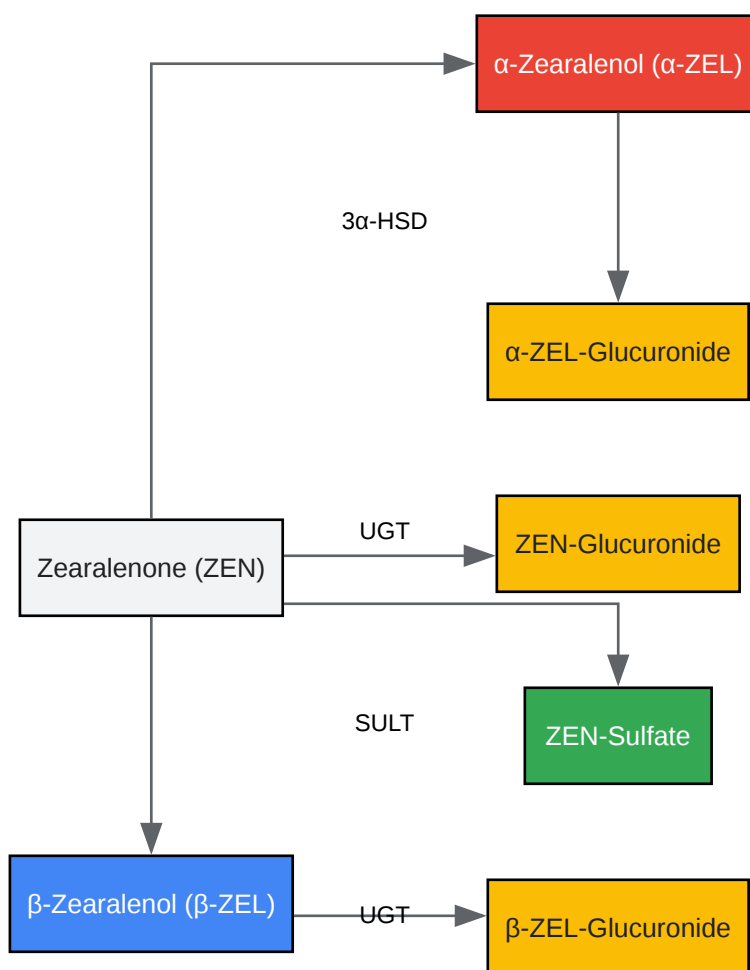 α-Zearalenol (α-ZEL)
3α-HSD
α-ZEL-Glucuronide
UGT
ZEN-Glucuronide
Zearalenone (ZEN)
SULT
ZEN-Sulfate
β-Zearalenol (β-ZEL)
UGT
β-ZEL-Glucuronide